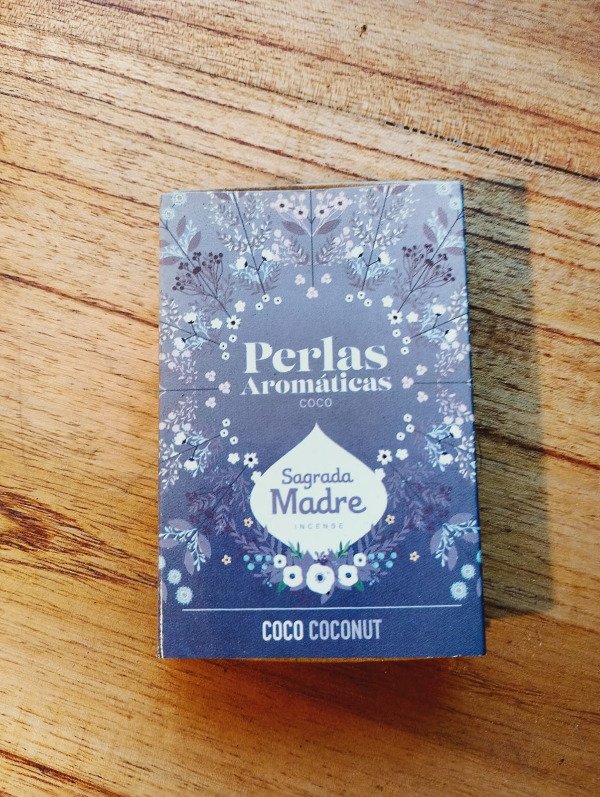 Perlas
Aromáticas
COCO
Sagrada
Madre
INCENSE
COCO COCONUT